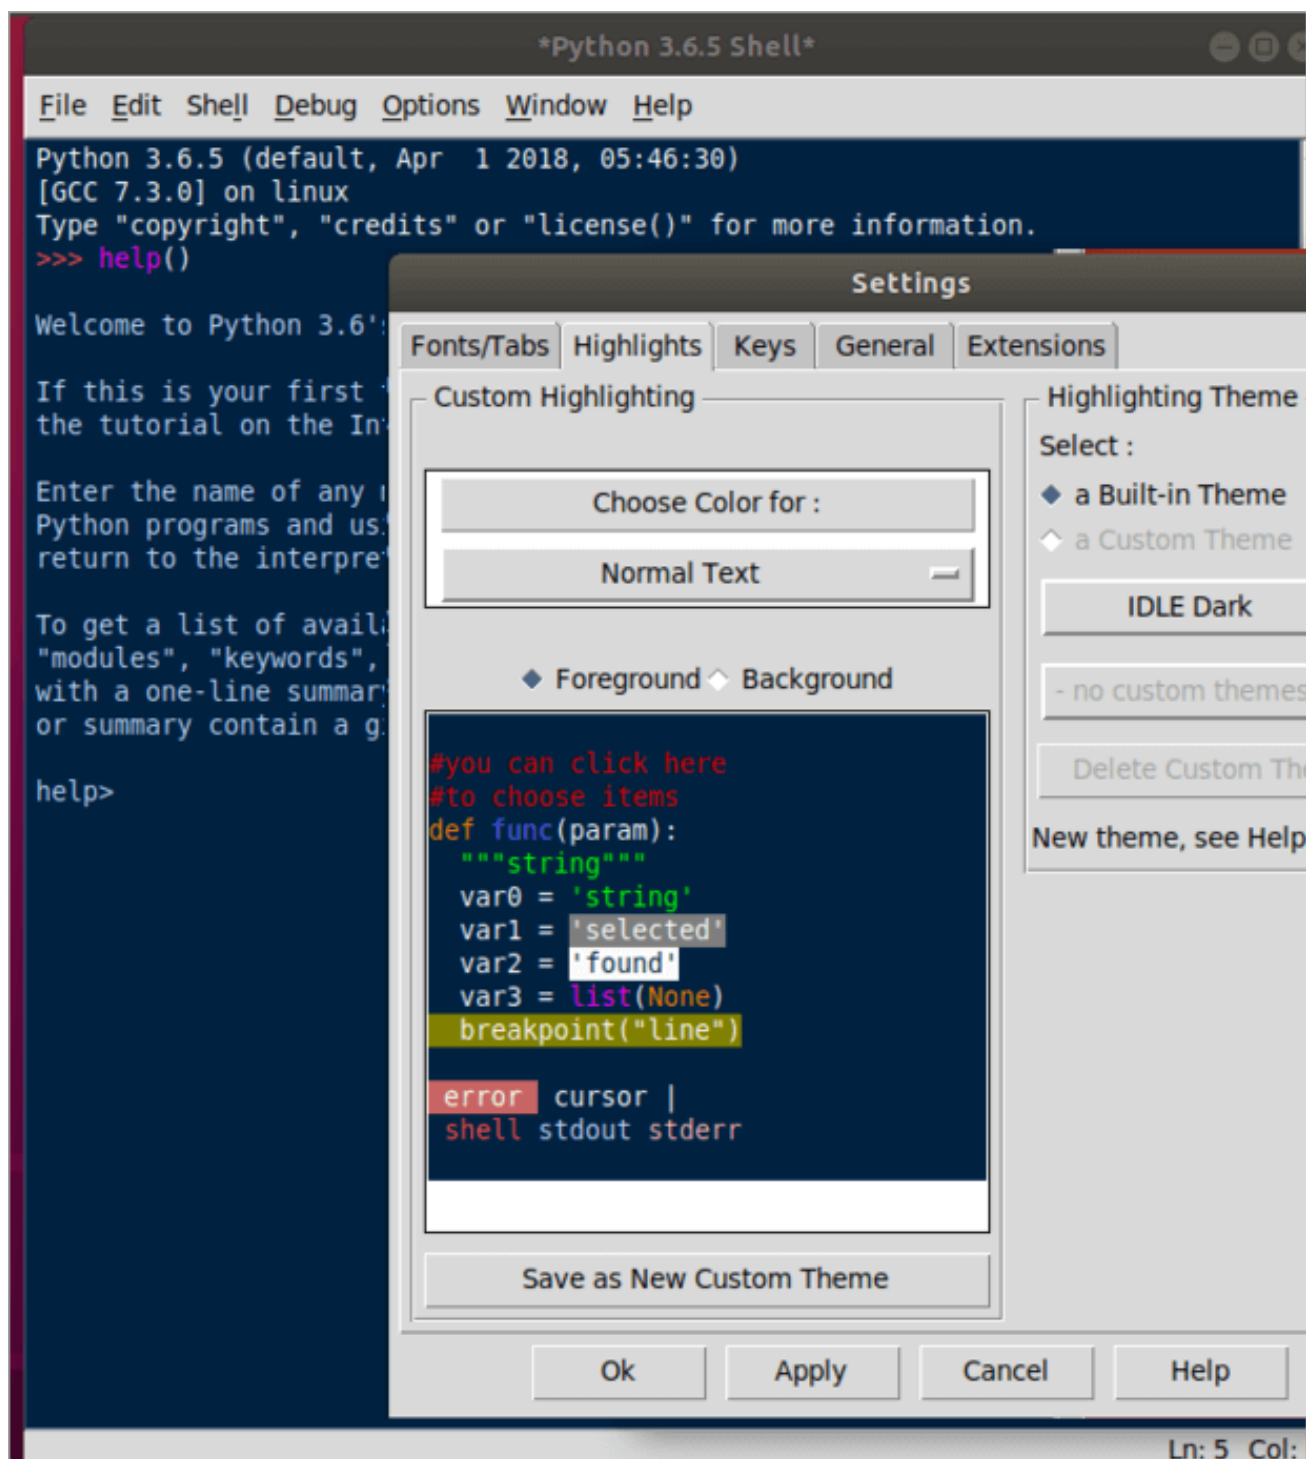 *Python 3.6.5 Shell*
File Edit Shell Debug Options Window Help
Python 3.6.5 (default, Apr  1 2018, 05:46:30)
[GCC 7.3.0] on linux
Type "copyright", "credits" or "license()" for more information.
>>> help()
Welcome to Python 3.6's
If this is your first
the tutorial on the
Enter the name of any
Python programs and
return to the
To get a list of
"modules", "keywords",
with a one-line summary
or summary contain a
help>
Settings
Fonts/Tabs Highlights Keys General Extensions
Custom Highlighting
Choose Color for :
Normal Text
Foreground Background
#you can click here
#to choose items
def func(param):
  """string"""
  var0 = 'string'
  var1 = 'selected'
  var2 = 'found'
  var3 = list(None)
  breakpoint("line")
error cursor |
shell stdout stderr
Save as New Custom Theme
Highlighting Theme
Select :
a Built-in Theme
a Custom Theme
IDLE Dark
- no custom themes
Delete Custom
New theme, see Help
Ok Apply Cancel Help
Ln: 5 Col: